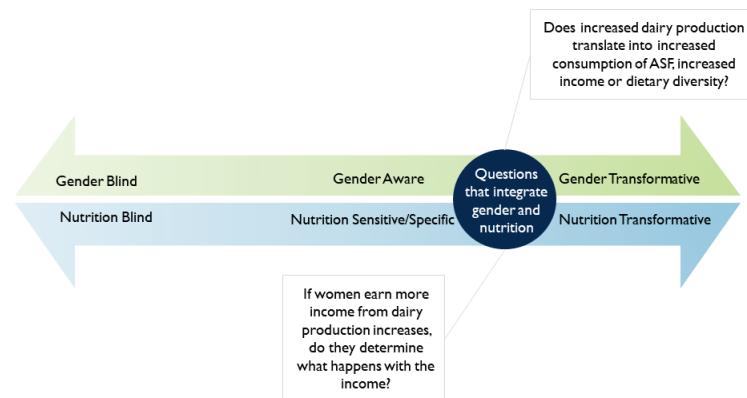 Does increased dairy production
translate into increased
consumption of ASF, increased
income or dietary diversity?
Gender Blind
Gender Aware
Questions
that integrate
gender and
nutrition
Gender Transformative
Nutrition Blind
Nutrition Sensitive/Specific
Nutrition Transformative
If women earn more
income from dairy
production increases,
do they determine
what happens with the
income?